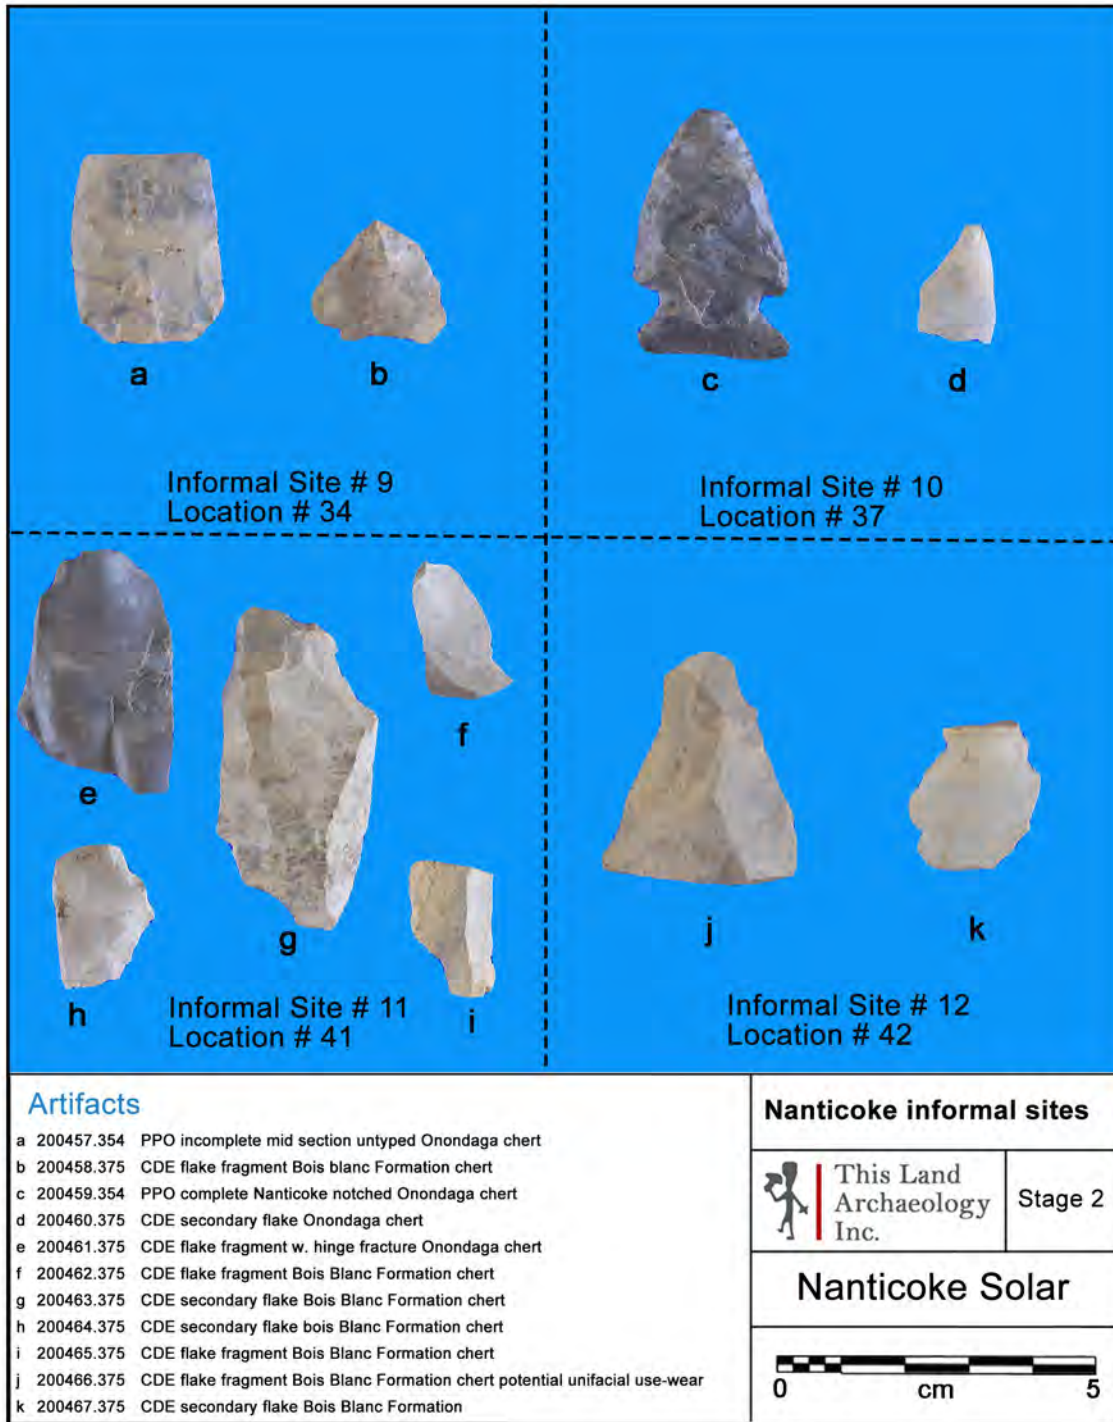 a
b
Informal Site # 9
Location # 34
c
d
Informal Site # 10
Location # 37
e
f
g
h
i
Informal Site # 11
Location # 41
j
k
Informal Site # 12
Location # 42
Artifacts
a 200457.354 PPO incomplete mid section untyped Onondaga chert
b 200458.375 CDE flake fragment Bois blanc Formation chert
c 200459.354 PPO complete Nanticoke notched Onondaga chert
d 200460.375 CDE secondary flake Onondaga chert
e 200461.375 CDE flake fragment w. hinge fracture Onondaga chert
f 200462.375 CDE flake fragment Bois Blanc Formation chert
g 200463.375 CDE secondary flake Bois Blanc Formation chert
h 200464.375 CDE secondary flake bois Blanc Formation chert
i 200465.375 CDE flake fragment Bois Blanc Formation chert
j 200466.375 CDE flake fragment Bois Blanc Formation chert potential unifacial use-wear
k 200467.375 CDE secondary flake Bois Blanc Formation
Nanticoke informal sites
This Land
Archaeology
Inc.
Stage 2
Nanticoke Solar
0 cm 5